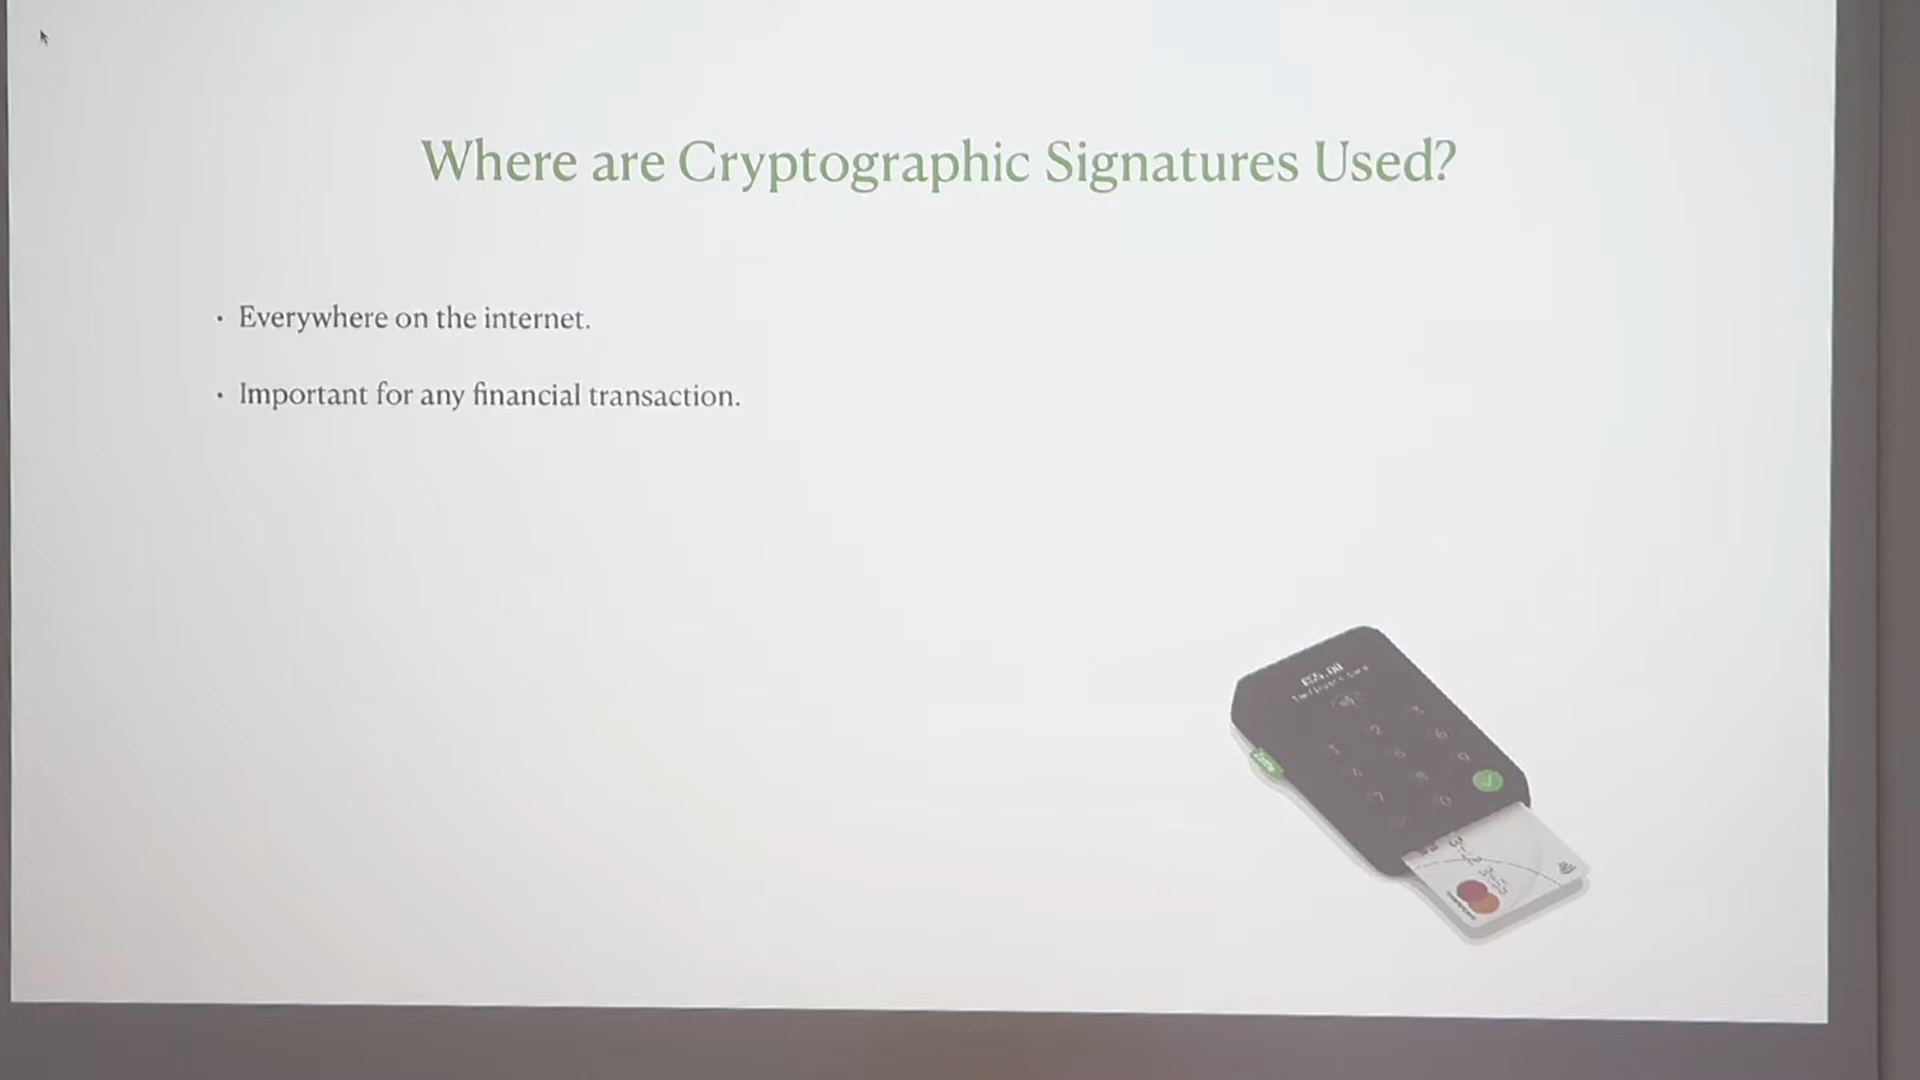 Where are Cryptographic Signatures Used?
• Everywhere on the internet.
• Important for any financial transaction.